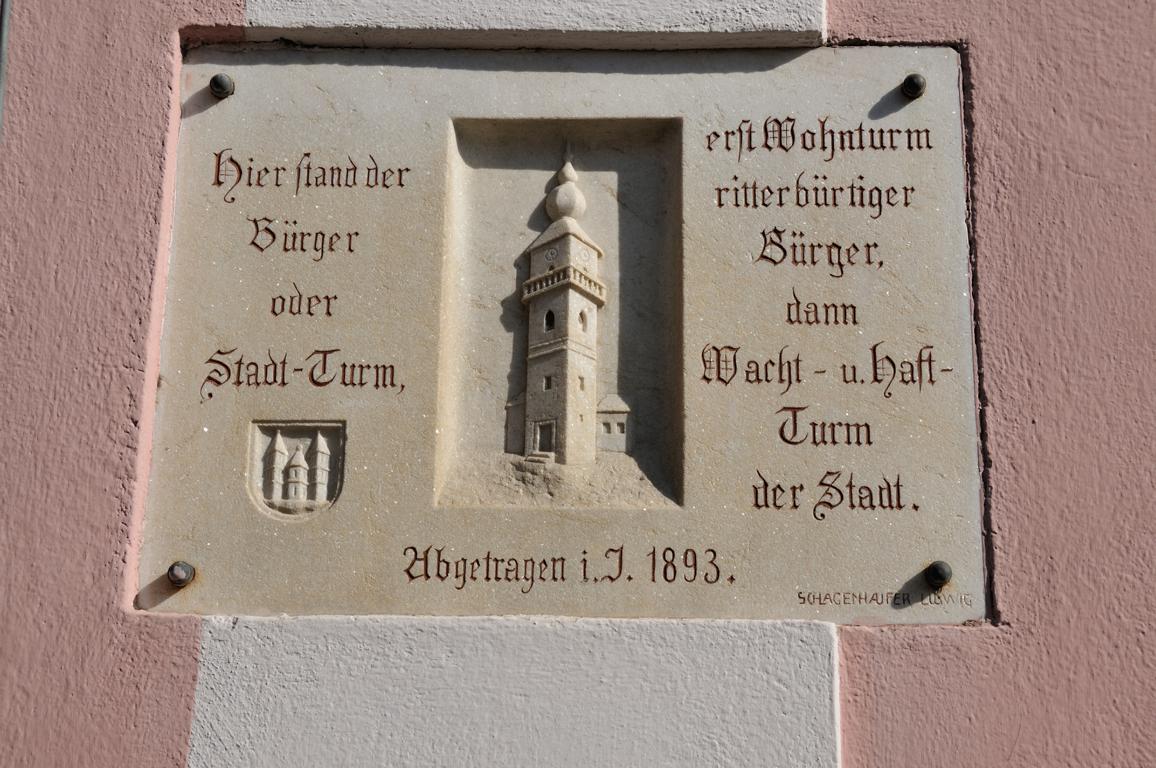 Hier stand der
Bürger
oder
Stadt-Turm,
erst Wohnturm
ritterbürtiger
Bürger,
dann
Wacht - u. Haft-
Turm
der Stadt.
Abgetragen i. J. 1893.
SCHAGENHAUFER LUDWIG